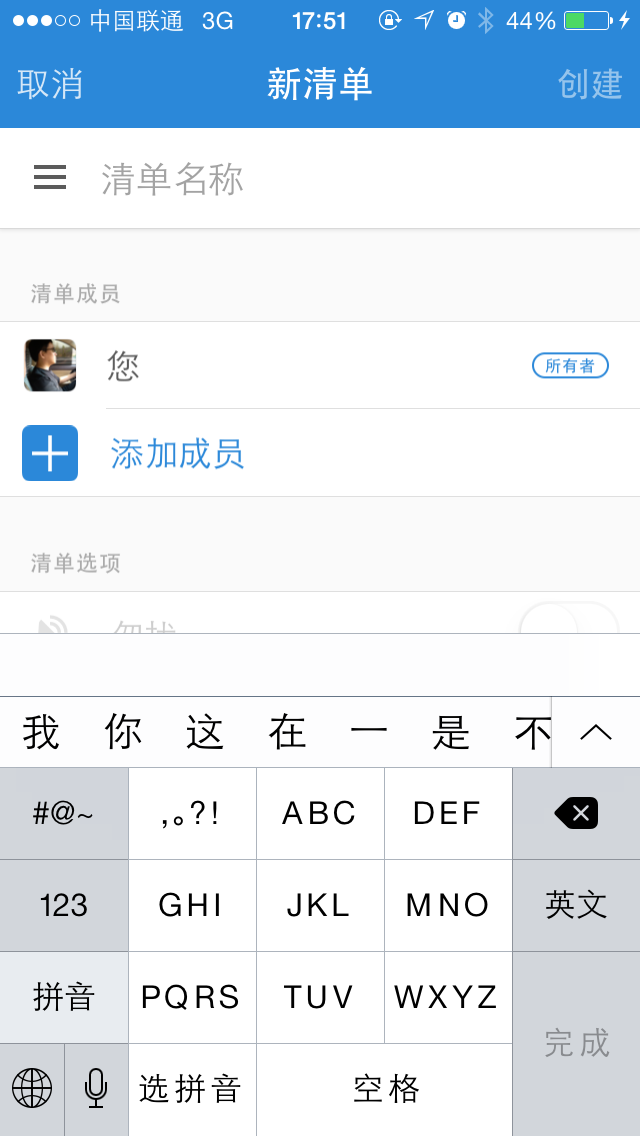 中国联通 3G 17:51 44%
取消 新清单 创建
清单名称
清单成员
您 所有者
添加成员
清单选项
勿扰
我 你 这 在 一 是 不
#@~ ,。?! ABC DEF
123 GHI JKL MNO 英文
拼音 PQRS TUV WXYZ
完成
选拼音 空格